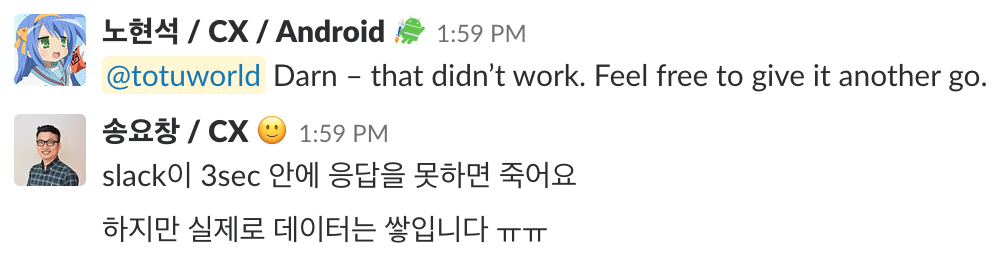 노현석 / CX / Android 1:59 PM
@totuworld Darn – that didn’t work. Feel free to give it another go.
송요창 / CX 1:59 PM
slack이 3sec 안에 응답을 못하면 죽어요
하지만 실제로 데이터는 쌓입니다 ㅠㅠ